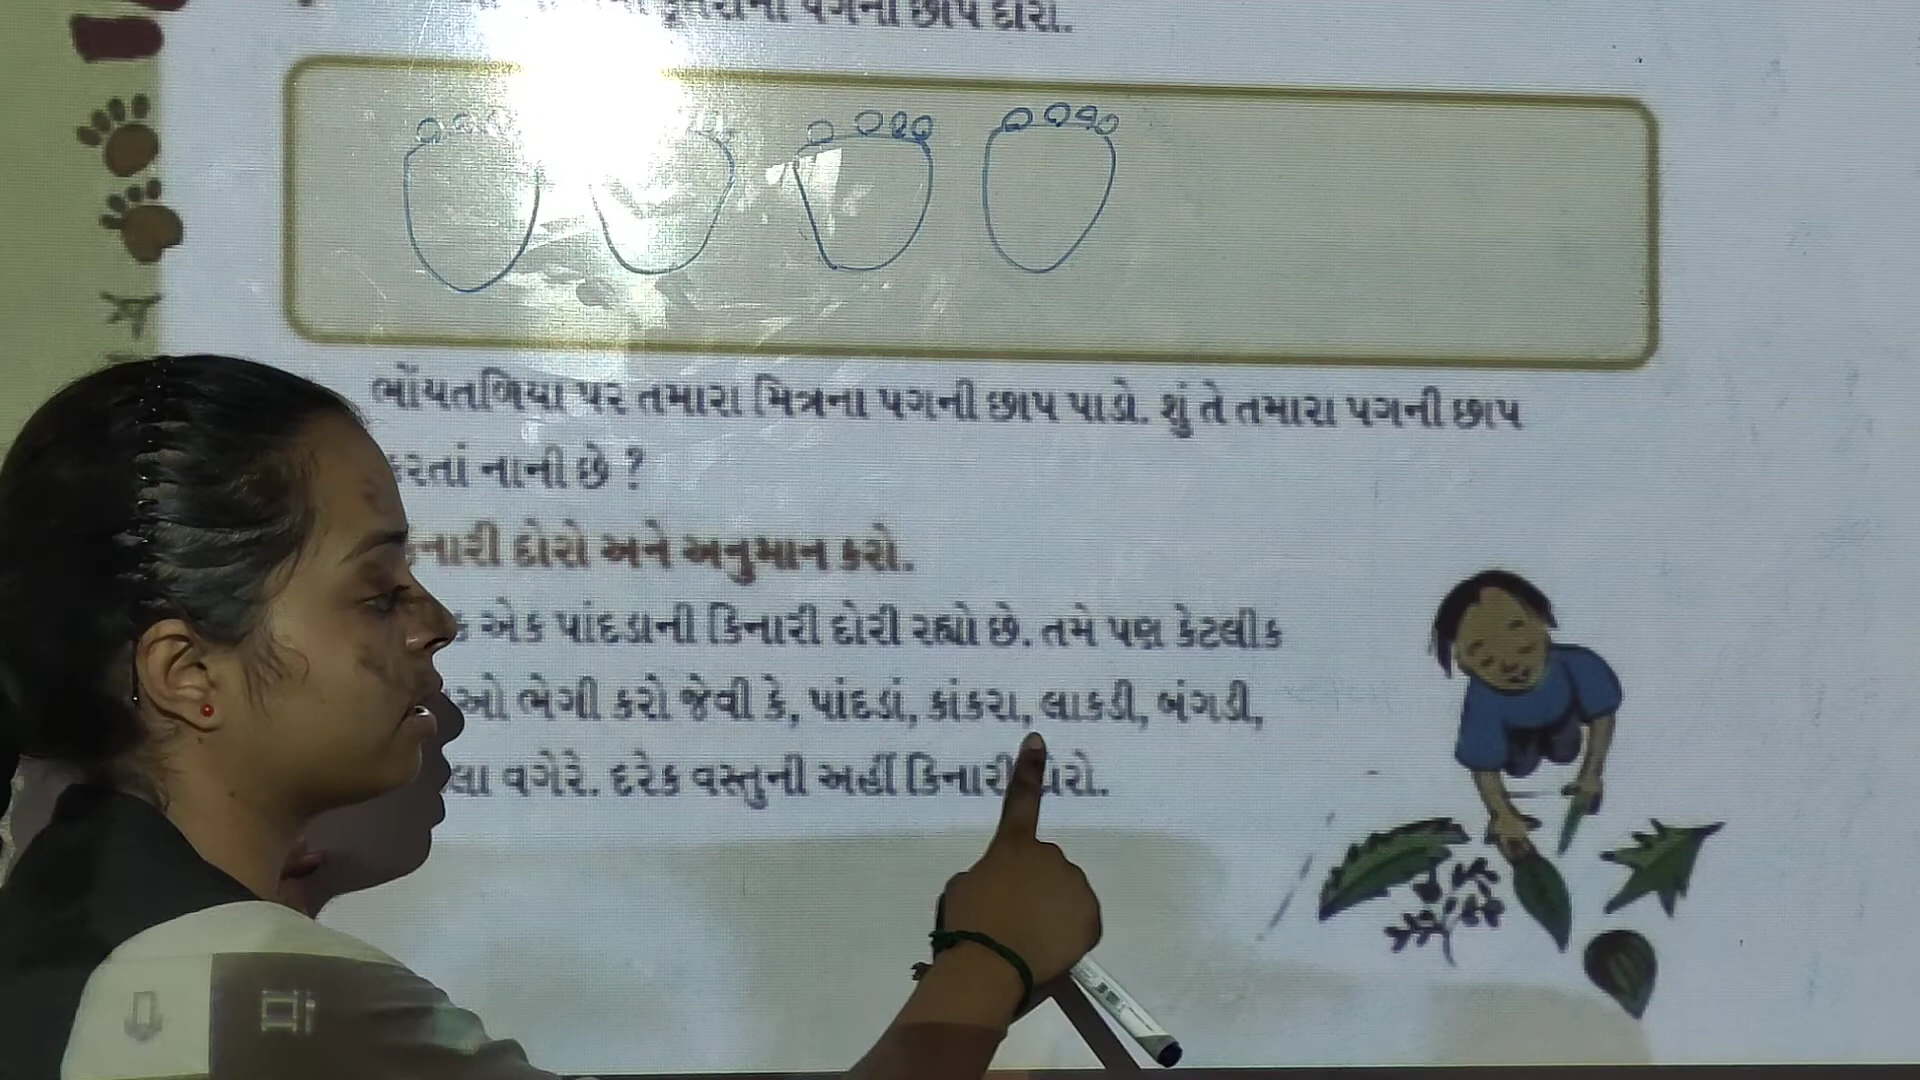 પગની છાપ દોરો.
ભોંયતળિયા પર તમારા મિત્રના પગની છાપ પાડો. શું તે તમારા પગની છાપ
કરતાં નાની છે ?
કિનારી દોરો અને અનુમાન કરો.
એક પાંદડાની કિનારી દોરી રહ્યો છે. તમે પણ કેટલીક
ભેગી કરો જેવી કે, પાંદડાં, કાંકરા, લાકડી, બંગડી,
વગેરે. દરેક વસ્તુની અહીં કિનારી દોરો.